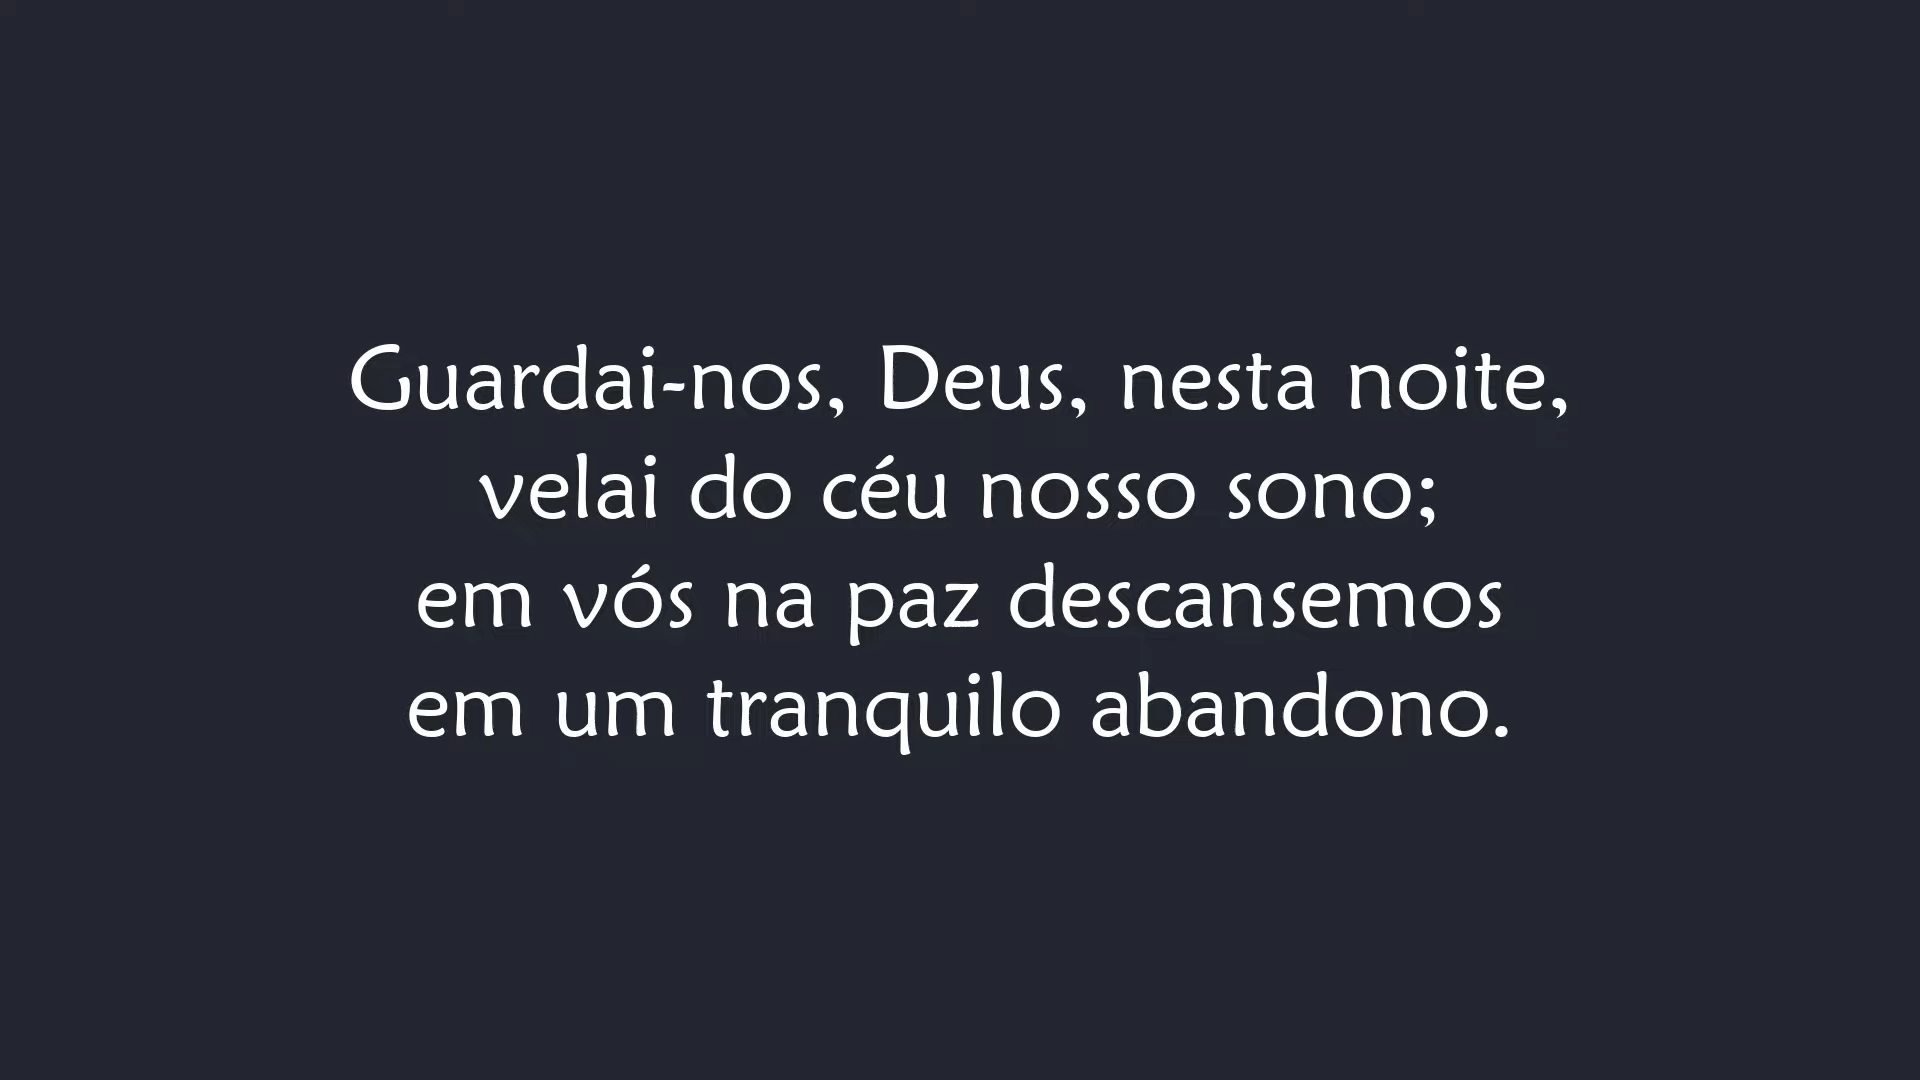 Guardai-nos, Deus, nesta noite,
velai do céu nosso sono;
em vós na paz descansemos
em um tranquilo abandono.